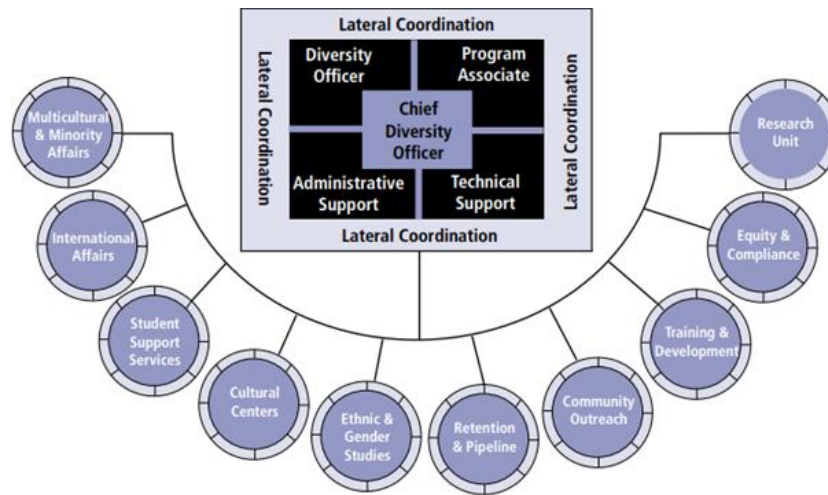 Lateral Coordination
Lateral Coordination
Diversity
Officer
Program
Associate
Chief
Diversity
Officer
Administrative
Support
Technical
Support
Lateral Coordination
Lateral Coordination
Multicultural
& Minority
Affairs
International
Affairs
Student
Support
Services
Cultural
Centers
Ethnic &
Gender
Studies
Retention
& Pipeline
Community
Outreach
Training &
Development
Equity &
Compliance
Research
Unit